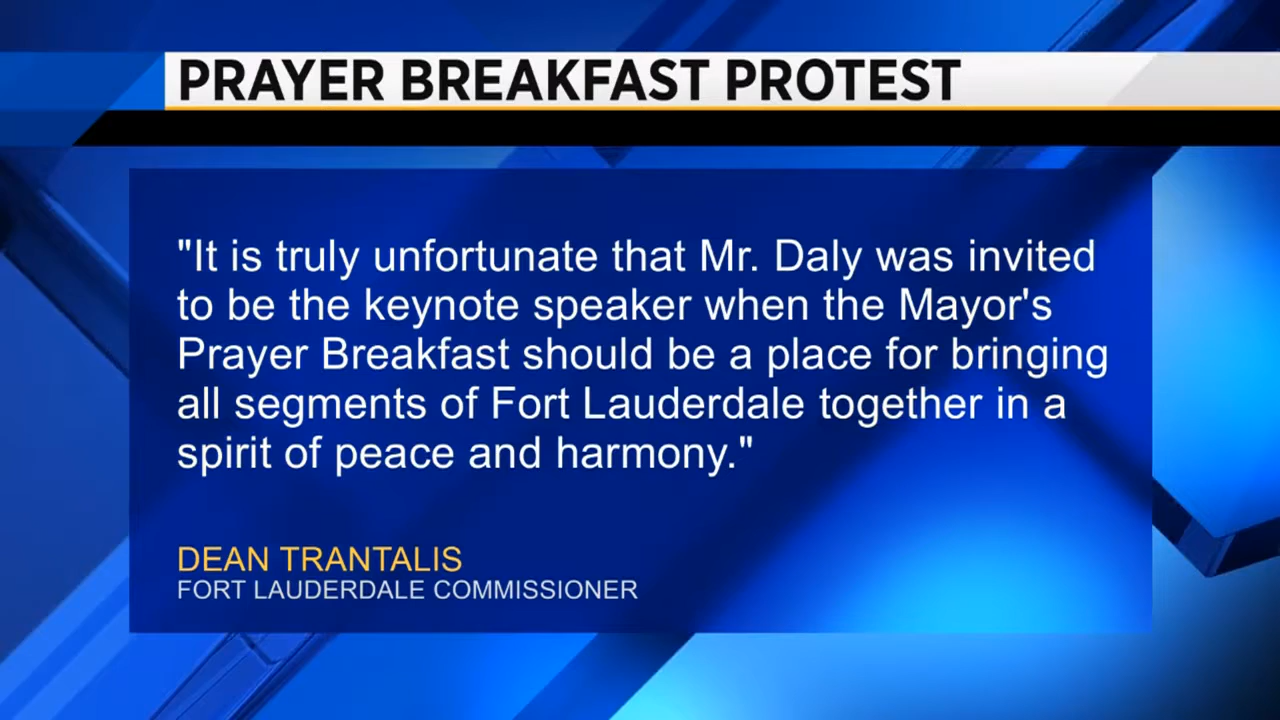 PRAYER BREAKFAST PROTEST
"It is truly unfortunate that Mr. Daly was invited
to be the keynote speaker when the Mayor's
Prayer Breakfast should be a place for bringing
all segments of Fort Lauderdale together in a
spirit of peace and harmony."
DEAN TRANTALIS
FORT LAUDERDALE COMMISSIONER